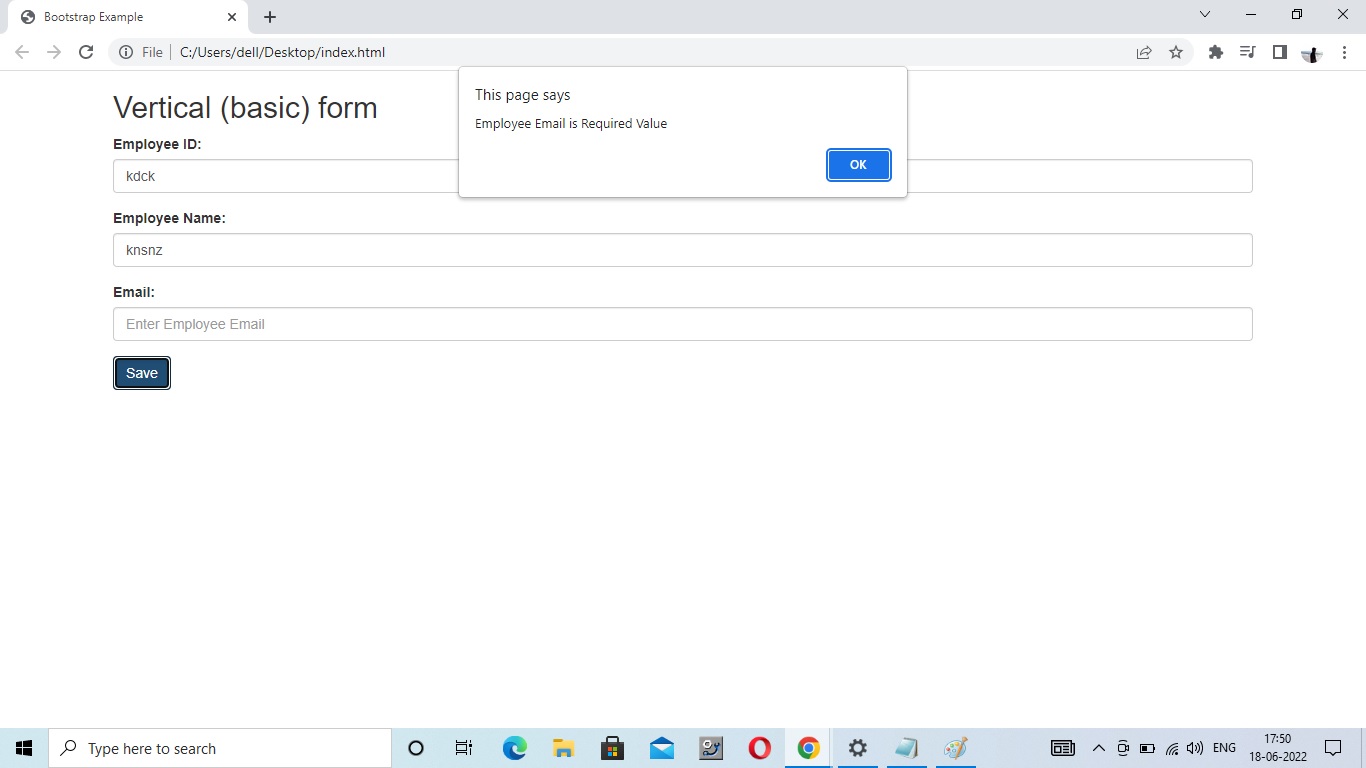 Bootstrap Example
File
C:/Users/dell/Desktop/index.html
This page says
Employee Email is Required Value
OK
Vertical (basic) form
Employee ID:
kdck
Employee Name:
knsnz
Email:
Enter Employee Email
Save
Type here to search
ENG
17:50
18-06-2022